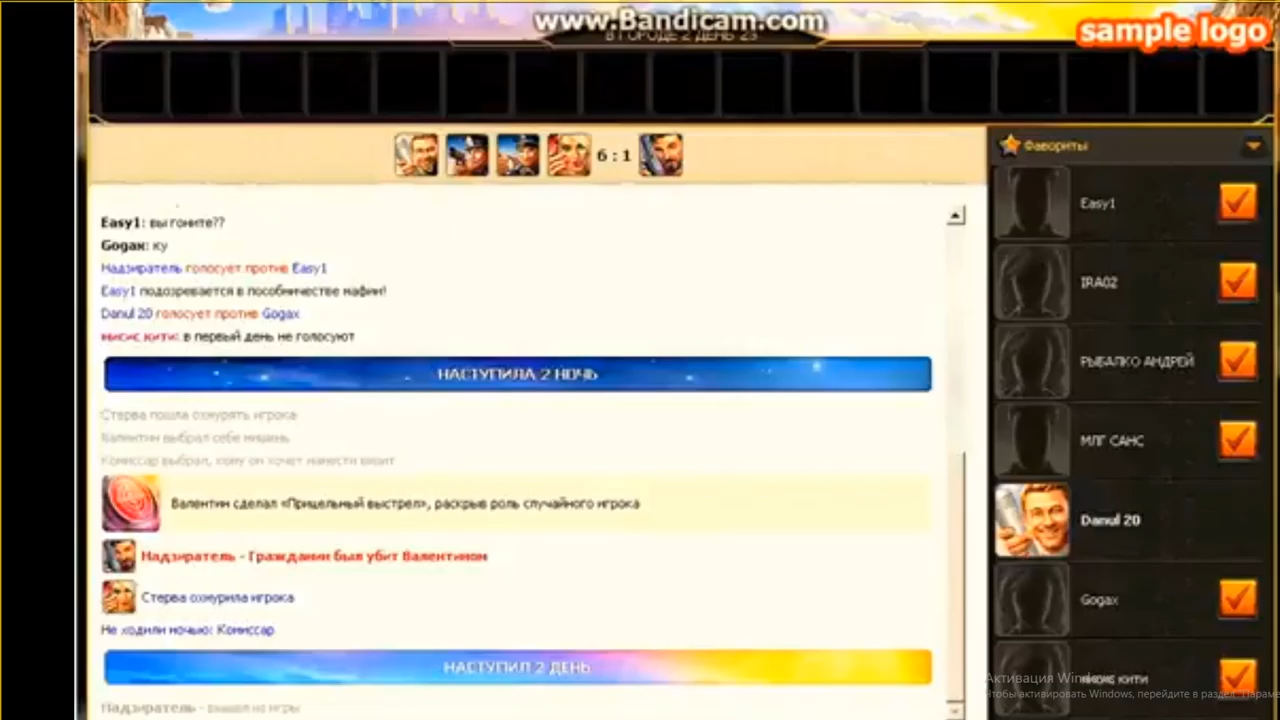 www.Bandicam.com
sample logo
В ГОРОДЕ 2 ДЕНЬ 23
6 : 1
Фавориты
Easy1: вы гоните??
Gogax: ку
Надзиратель голосует против Easy1
Easy1 подозревается в пособничестве мафии!
Danul 20 голосует против Gogax
мисис кити: в первый день не голосуют
НАСТУПИЛА 2 НОЧЬ
Стерва пошла охмурять игрока
Валентин выбрал себе мишень
Комиссар выбрал, кому он хочет нанести визит
Валентин сделал «Прицельный выстрел», раскрыв роль случайного игрока
Надзиратель - Гражданин был убит Валентином
Стерва охмурила игрока
Не ходили ночью: Комиссар
НАСТУПИЛ 2 ДЕНЬ
Надзиратель - вышел из игры
Easy1
IRA02
РЫБАЛКО АНДРЕЙ
МЛГ САНС
Danul 20
Gogax
мисис кити
Активация Windows
Чтобы активировать Windows, перейдите в раздел